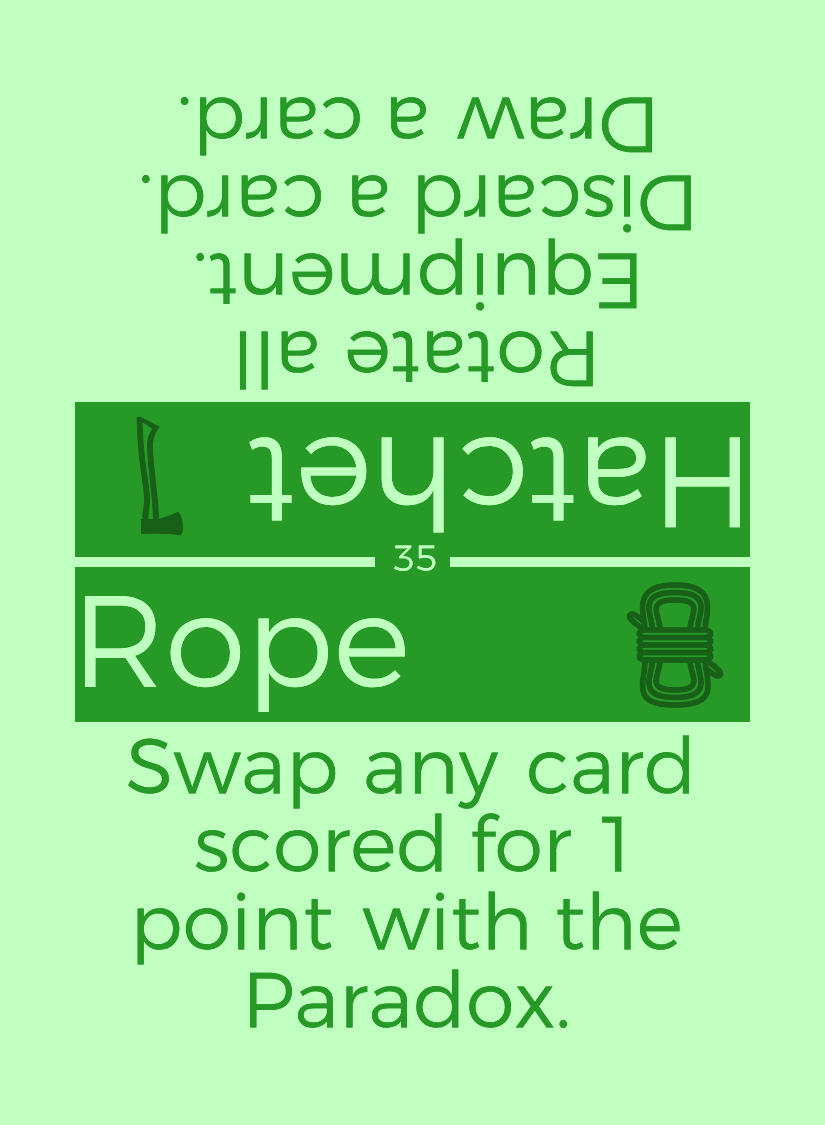 Rotate all
Equipment.
Discard a card.
Draw a card.
Hatchet
35
Rope
Swap any card
scored for 1
point with the
Paradox.